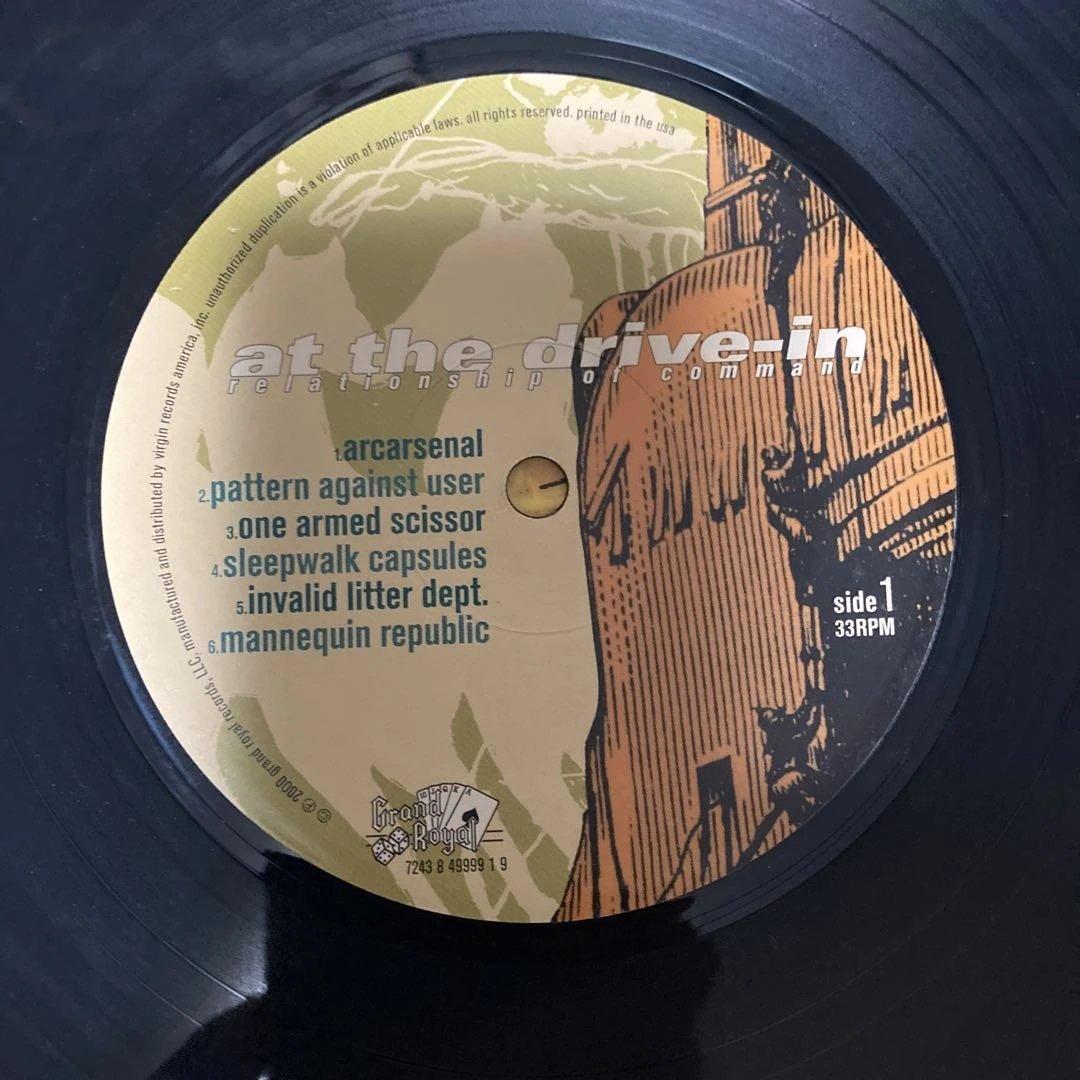 ℗ © 2000 grand royal records, LLC. manufactured and distributed by virgin records america, inc. unauthorized duplication is a violation of applicable laws. all rights reserved. printed in the usa
at the drive-in
relationship of command
1.arcarsenal
2.pattern against user
3.one armed scissor
4.sleepwalk capsules
5.invalid litter dept.
6.mannequin republic
side 1
33RPM
10 J Q K A
Grand
Royal
7243 8 49999 1 9